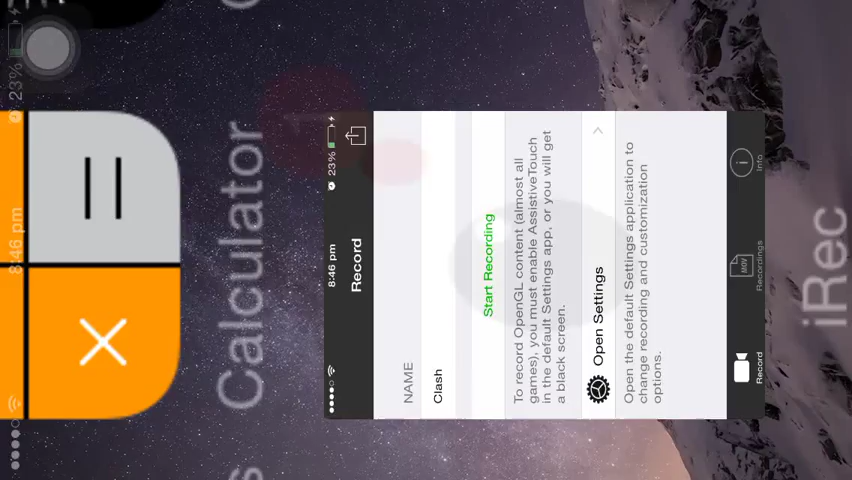 8:46 pm
23%
Calculator
s
8:46 pm
23%
Record
NAME
Clash
Start Recording
To record OpenGL content (almost all
games), you must enable AssistiveTouch
in the default Settings app, or you will get
a black screen.
Open Settings
Open the default Settings application to
change recording and customization
options.
Record
MOV
Recordings
Info
iRec